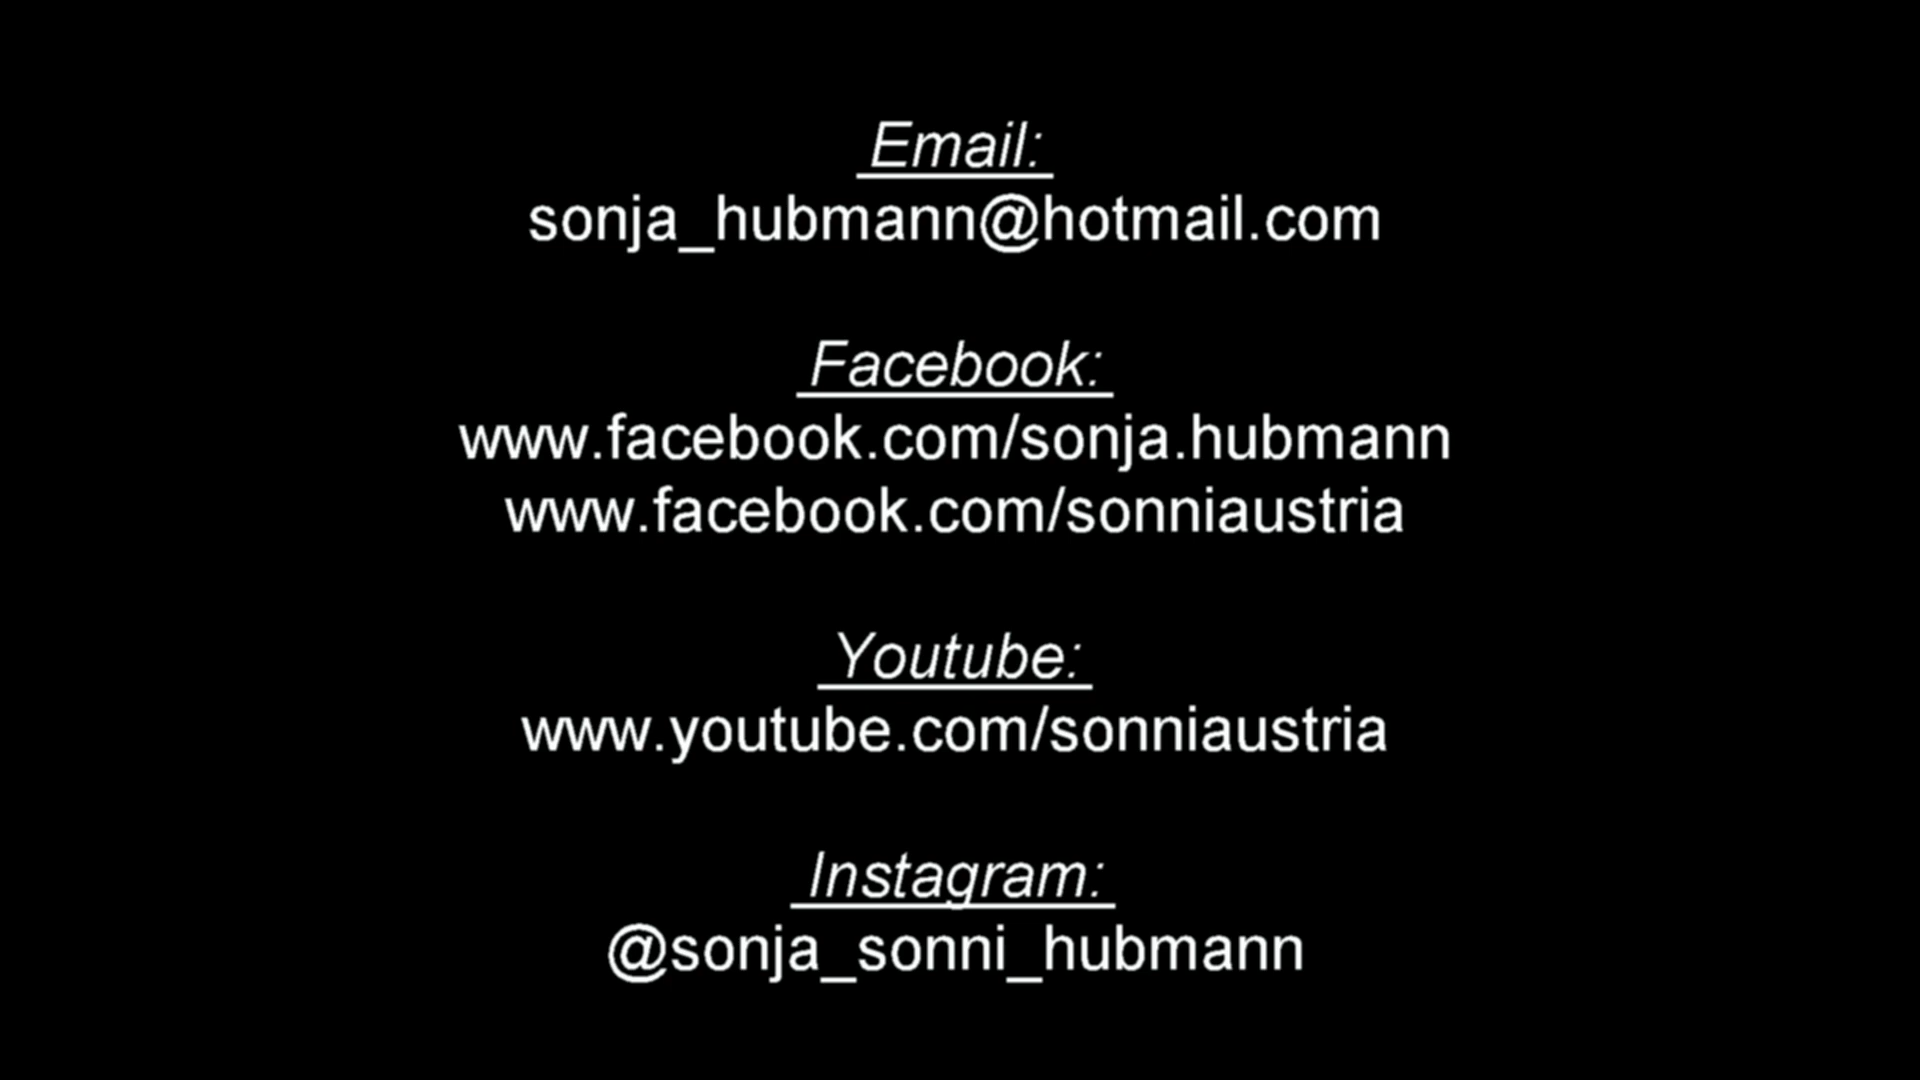 Email:
sonja_hubmann@hotmail.com
Facebook:
www.facebook.com/sonja.hubmann
www.facebook.com/sonniaustria
Youtube:
www.youtube.com/sonniaustria
Instagram:
@sonja_sonni_hubmann